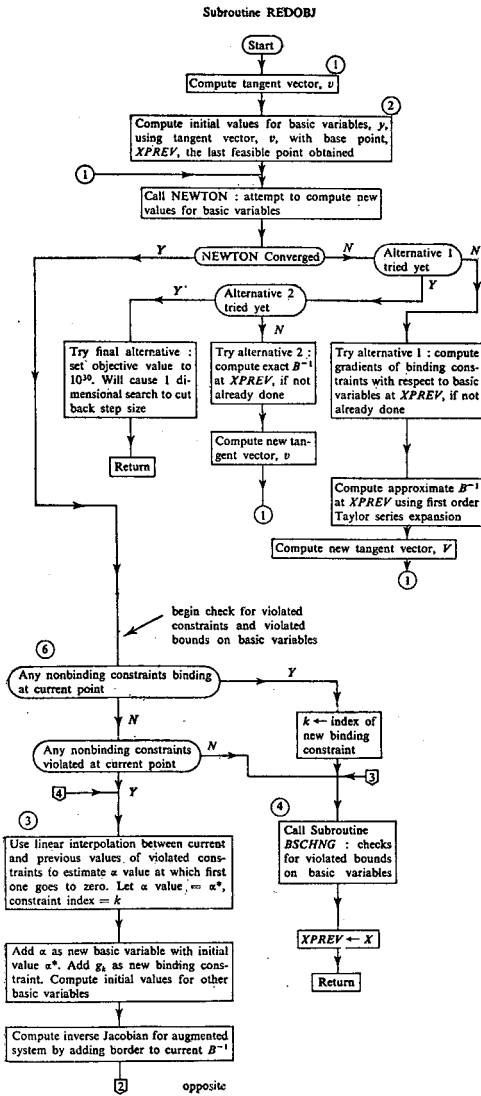 Subroutine REDOBJ
Start
1
Compute tangent vector, v
2
Compute initial values for basic variables, y,
using tangent vector, v, with base point,
XPREV, the last feasible point obtained
1
Call NEWTON : attempt to compute new
values for basic variables
Y
NEWTON Converged
N
Alternative 1
tried yet
N
Y
Y
Alternative 2
tried yet
N
Try final alternative :
set objective value to
10³⁰. Will cause 1 di-
mensional search to cut
back step size
Return
Try alternative 2 :
compute exact B⁻¹
at XPREV, if not
already done
Compute new tan-
gent vector, v
1
Try alternative 1 : compute
gradients of binding cons-
traints with respect to basic
variables at XPREV, if not
already done
Compute approximate B⁻¹
at XPREV using first order
Taylor series expansion
Compute new tangent vector, V
1
begin check for violated
constraints and violated
bounds on basic variables
6
Any nonbinding constraints binding
at current point
Y
N
k ← index of
new binding
constraint
Any nonbinding constraints
violated at current point
N
3
4
Y
3
Use linear interpolation between current
and previous values of violated cons-
traints to estimate α value at which first
one goes to zero. Let α value = α*,
constraint index = k
4
Call Subroutine
BSCHNG : checks
for violated bounds
on basic variables
XPREV ← X
Return
Add α as new basic variable with initial
value α*. Add gₖ as new binding cons-
traint. Compute initial values for other
basic variables
Compute inverse Jacobian for augmented
system by adding border to current B⁻¹
2
opposite